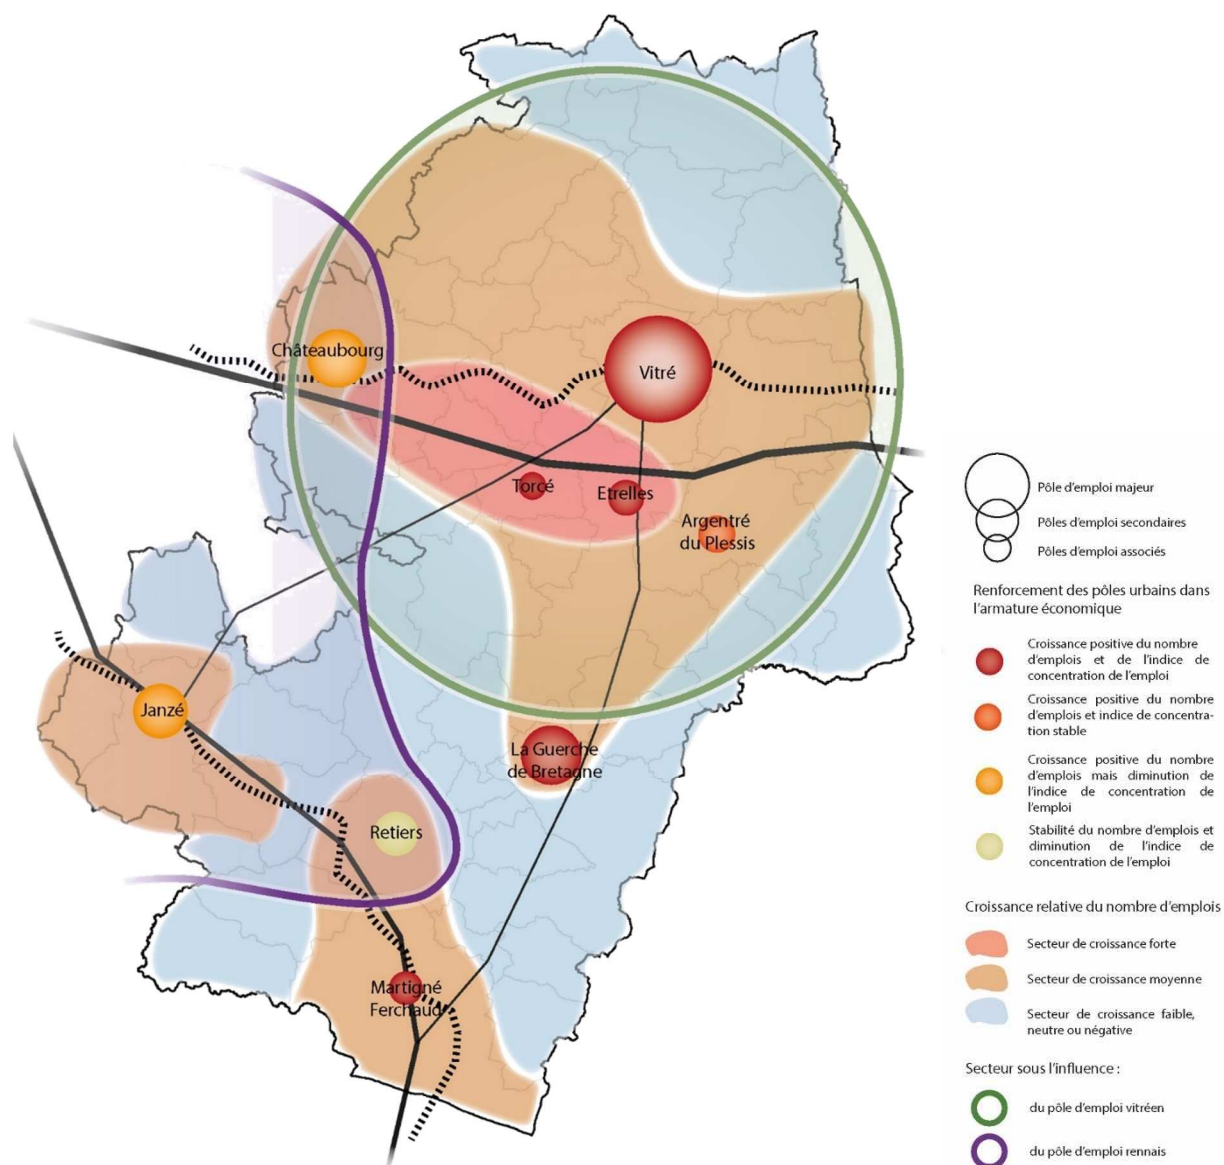 Châteaubourg
Vitré
Torcé
Etrelles
Argentré
du Plessis
Janzé
La Guerche
de Bretagne
Retiers
Martigné
Ferchaud
Pôle d'emploi majeur
Pôles d'emploi secondaires
Pôles d'emploi associés
Renforcement des pôles urbains dans
l'armature économique
Croissance positive du nombre
d'emplois et de l'indice de
concentration de l'emploi
Croissance positive du nombre
d'emplois et indice de concentra-
tion stable
Croissance positive du nombre
d'emplois mais diminution de
l'indice de concentration de
l'emploi
Stabilité du nombre d'emplois et
diminution de l'indice de
concentration de l'emploi
Croissance relative du nombre d'emplois
Secteur de croissance forte
Secteur de croissance moyenne
Secteur de croissance faible,
neutre ou négative
Secteur sous l'influence :
du pôle d'emploi vitréen
du pôle d'emploi rennais